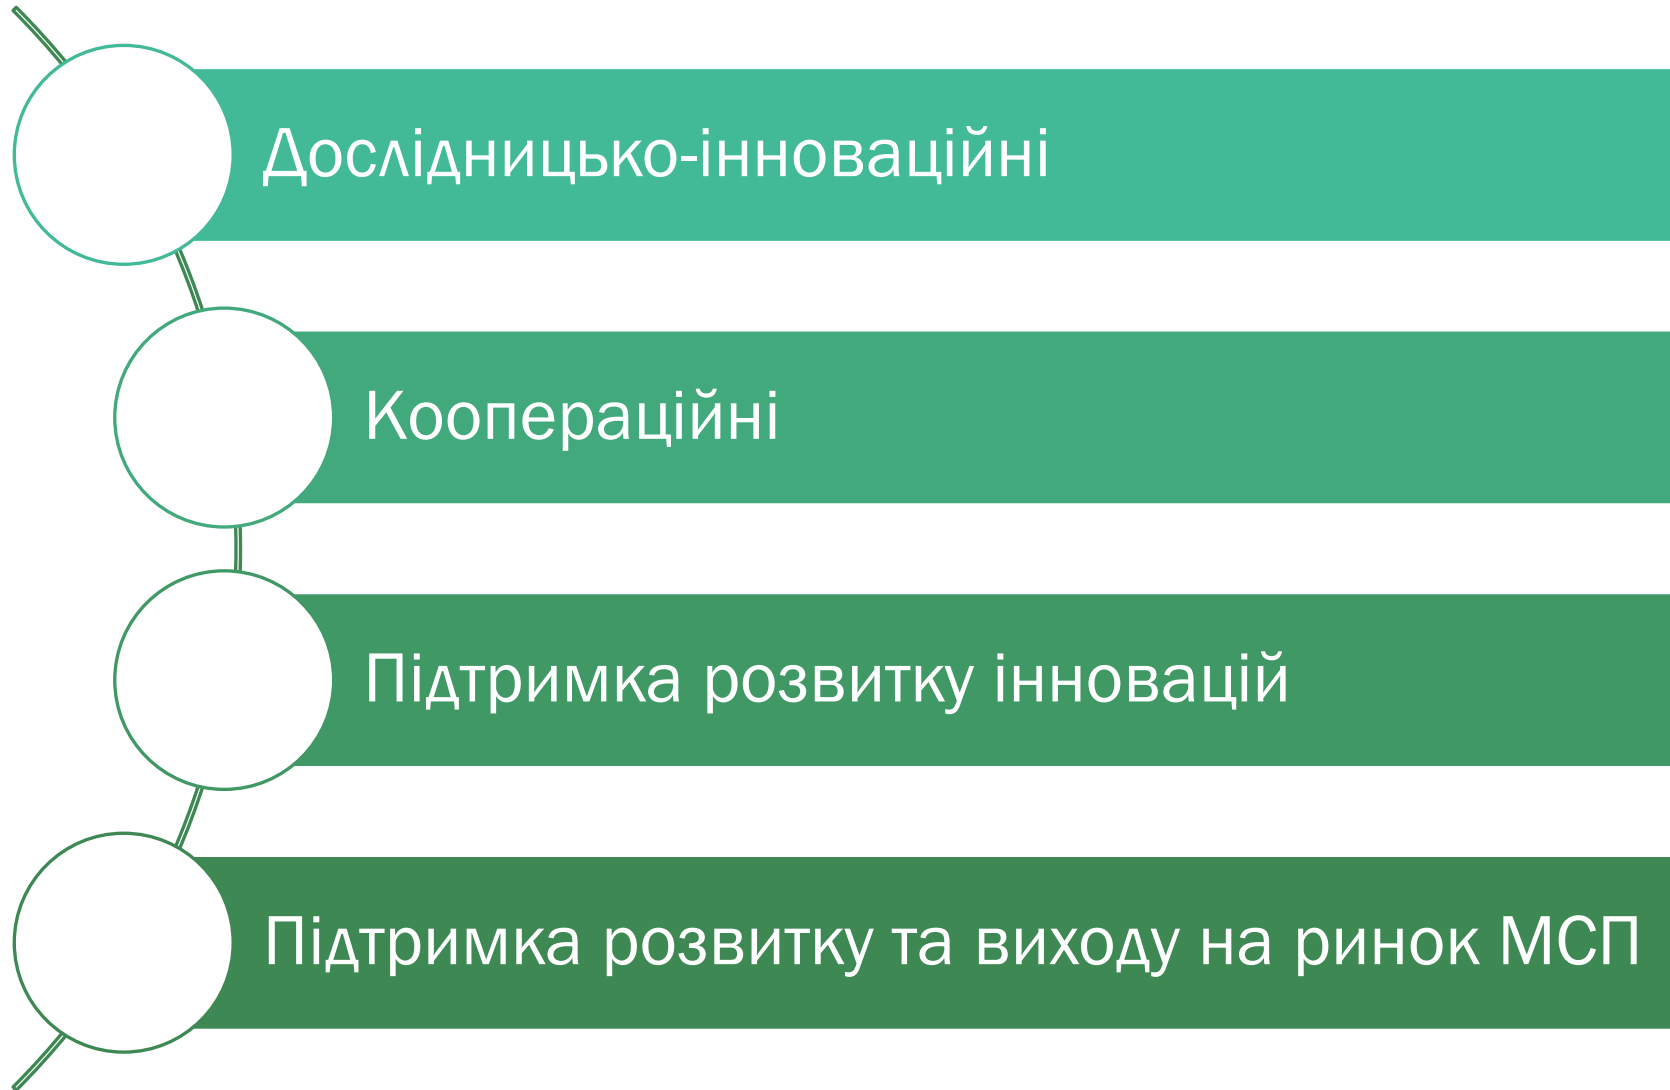 Дослідницько-інноваційні
Коопераційні
Підтримка розвитку інновацій
Підтримка розвитку та виходу на ринок МСП